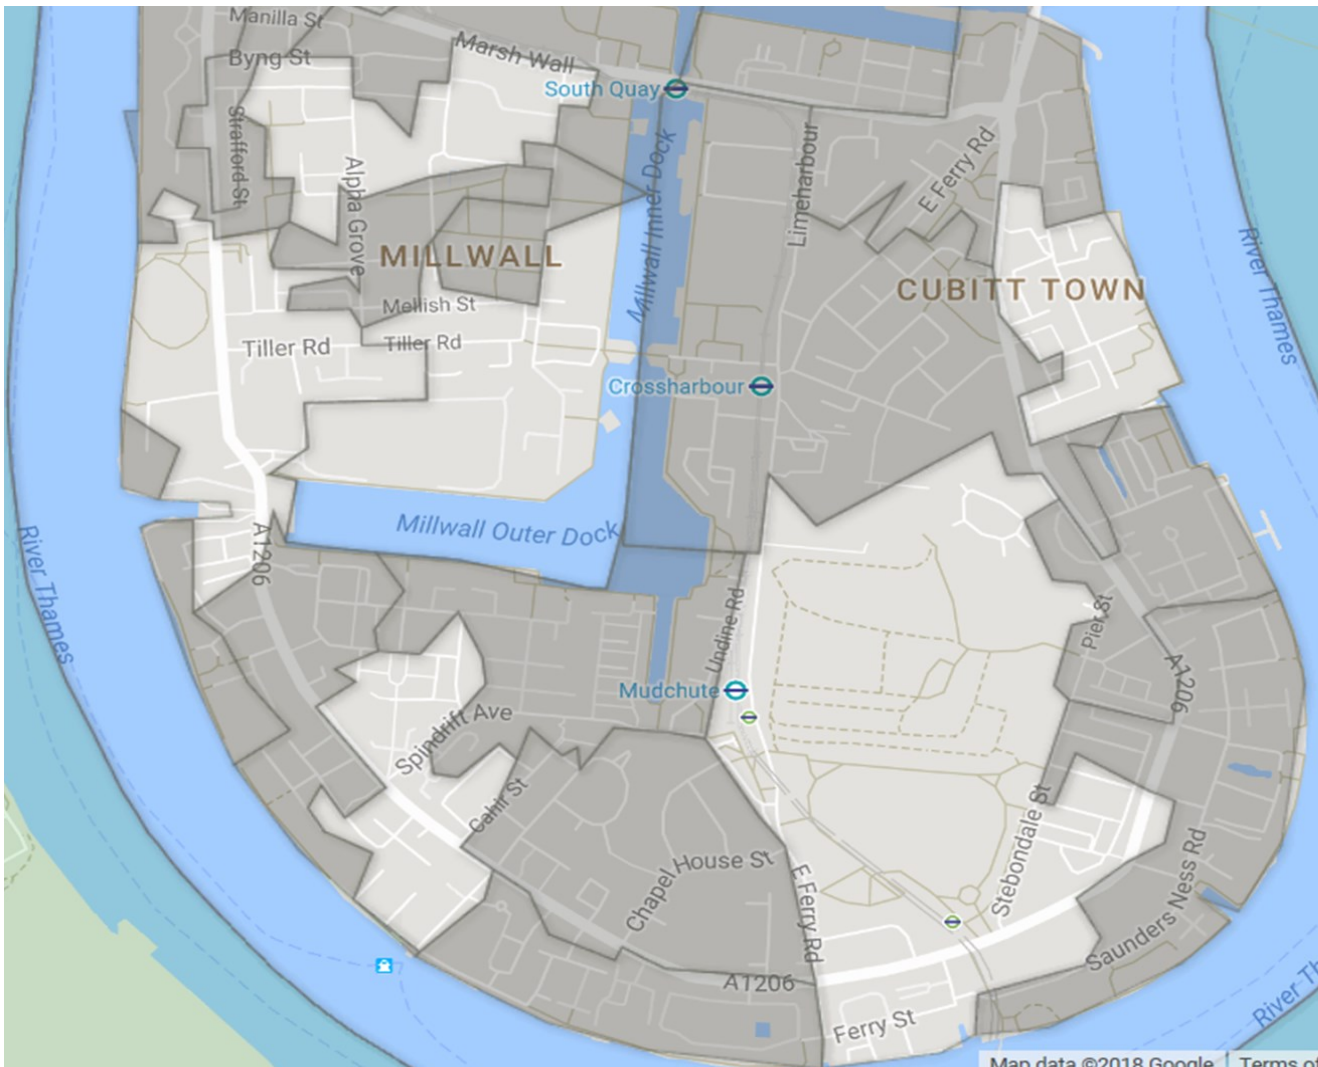 Manilla St
Byng St
Marsh Wall
South Quay
Strafford St
Alpha Grove
Millwall Inner Dock
Limeharbour
E Ferry Rd
River Thames
MILLWALL
CUBITT TOWN
Mellish St
Tiller Rd
Tiller Rd
Crossharbour
Millwall Outer Dock
A1206
River Thames
Undine Rd
Pier St
A1206
Mudchute
Spindrift Ave
Cahir St
Stebondale St
Chapel House St
E Ferry Rd
Saunders Ness Rd
A1206
Ferry St
River Th
Map data ©2018 Google
Terms of